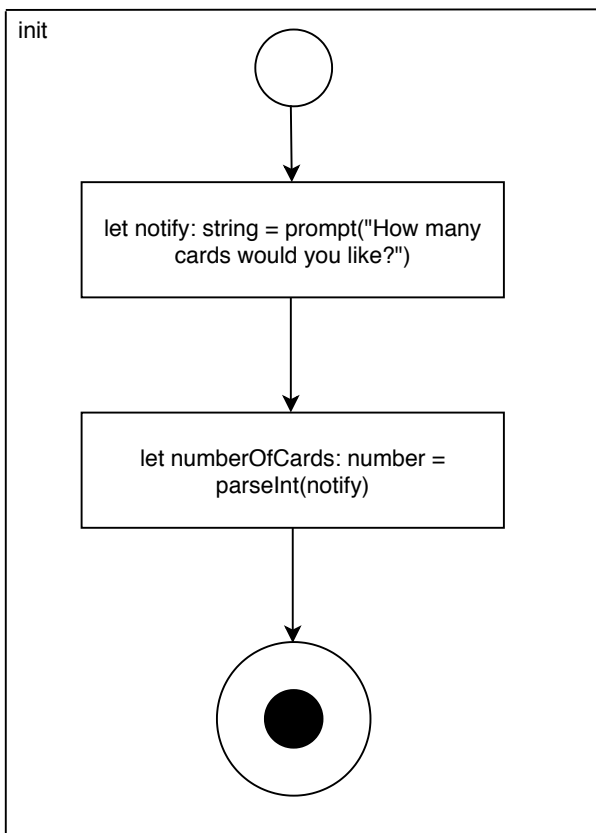 init
let notify: string = prompt("How many
cards would you like?")
let numberOfCards: number =
parseInt(notify)